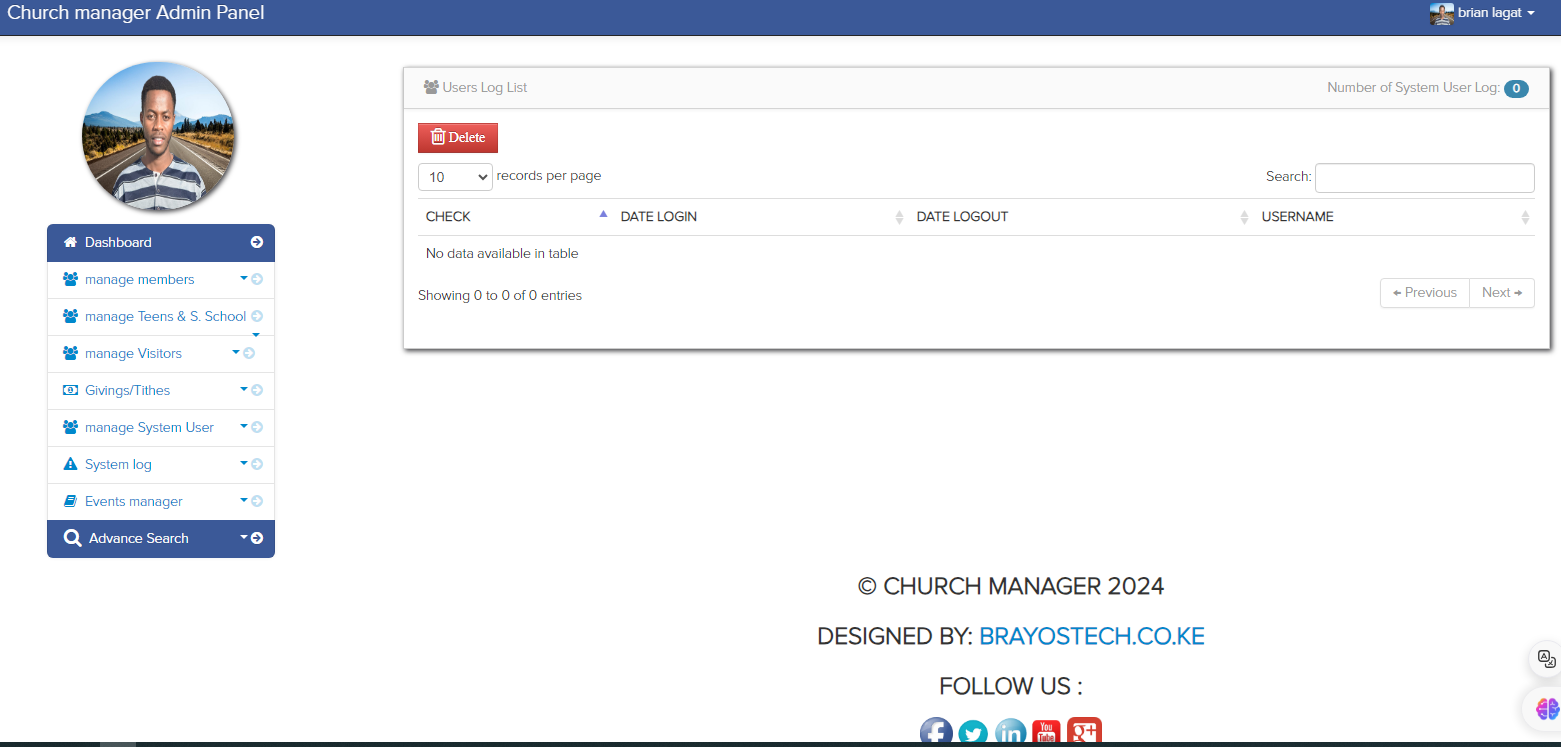 Church manager Admin Panel
brian lagat
Users Log List
Number of System User Log: 0
Delete
10 records per page
Search:
CHECK DATE LOGIN DATE LOGOUT USERNAME
No data available in table
Showing 0 to 0 of 0 entries
Previous Next
Dashboard
manage members
manage Teens & S. School
manage Visitors
Givings/Tithes
manage System User
System log
Events manager
Advance Search
© CHURCH MANAGER 2024
DESIGNED BY: BRAYOSTECH.CO.KE
FOLLOW US :
f
in
You Tube
g+